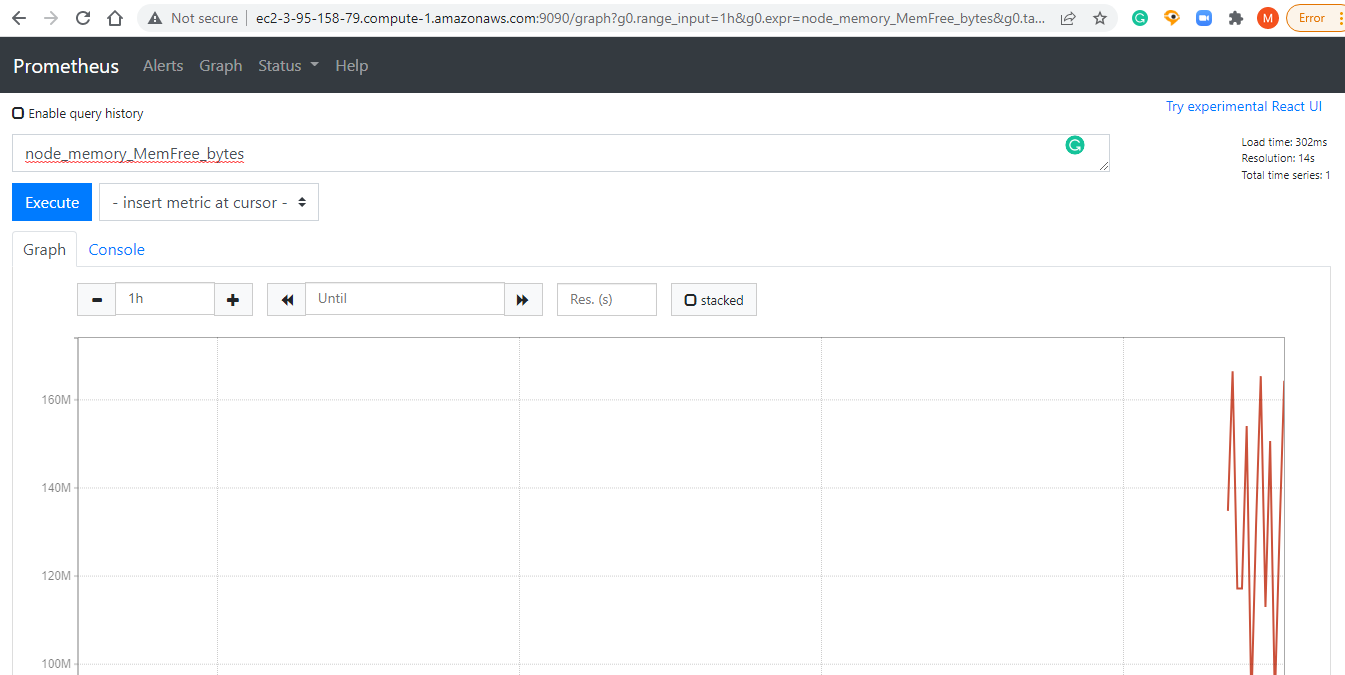 Not secure ec2-3-95-158-79.compute-1.amazonaws.com:9090/graph?g0.range_input=1h&g0.expr=node_memory_MemFree_bytes&g0.ta... G M Error
Prometheus Alerts Graph Status Help
Enable query history
Try experimental React UI
node_memory_MemFree_bytes
G
Load time: 302ms
Resolution: 14s
Total time series: 1
Execute - insert metric at cursor -
Graph Console
1h Until Res. (s) stacked
160M
140M
120M
100M